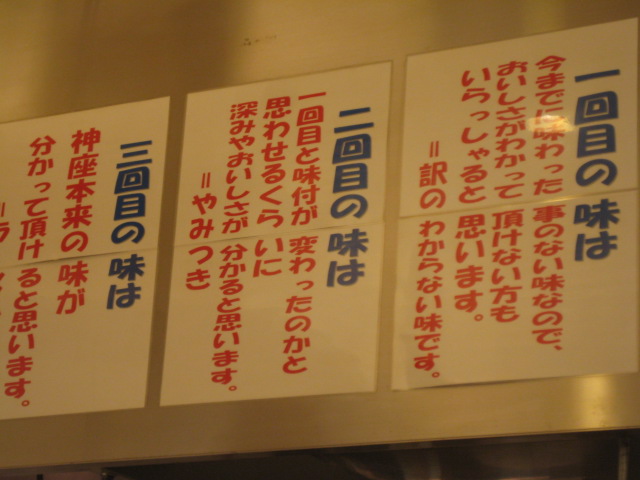 一回目の味は
今までに味わった事のない味なので、
おいしさがわかって頂けない方も
いらっしゃると思います。
＝訳のわからない味です。
二回目の味は
一回目と味付が変わったのかと
思わせるくらいに
深みやおいしさが分かると思います。
＝やみつき
三回目の味は
神座本来の味が
分かって頂けると思います。
＝ラ